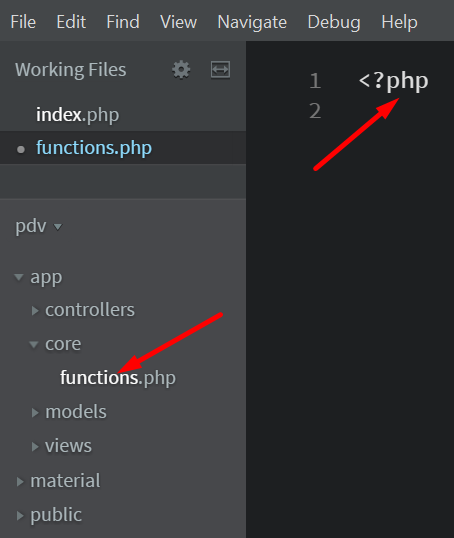 File Edit Find View Navigate Debug Help
Working Files
index.php
functions.php
pdv
app
controllers
core
functions.php
models
views
material
public
1 <?php
2